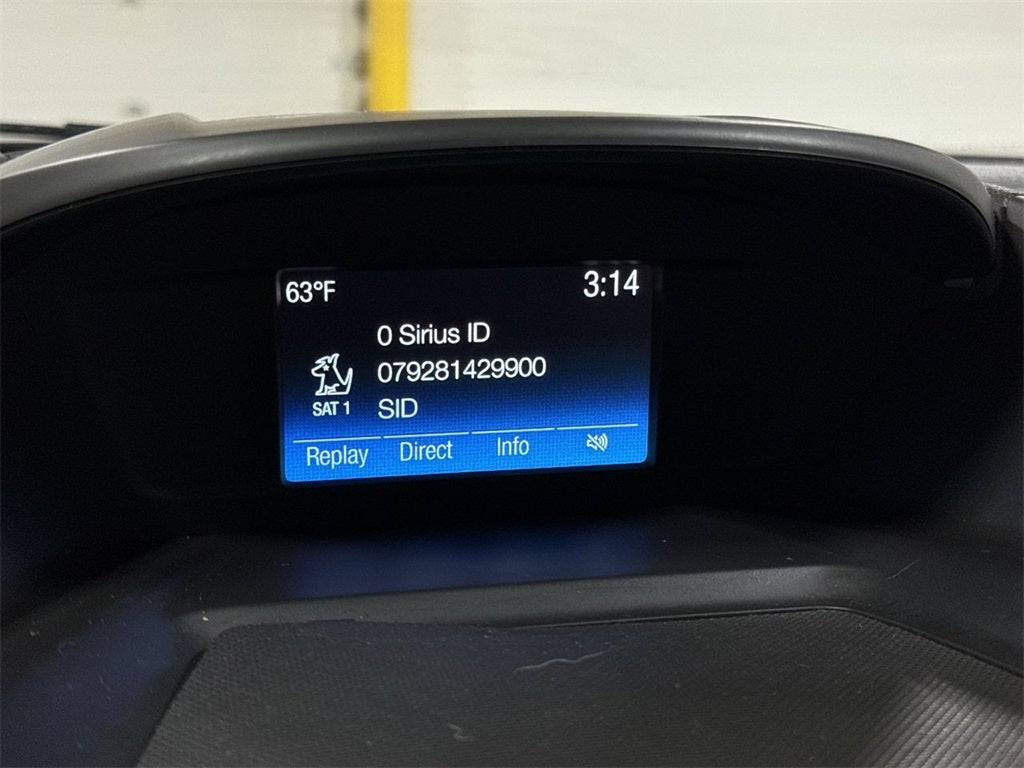 63°F 3:14
0 Sirius ID
079281429900
SAT 1 SID
Replay Direct Info